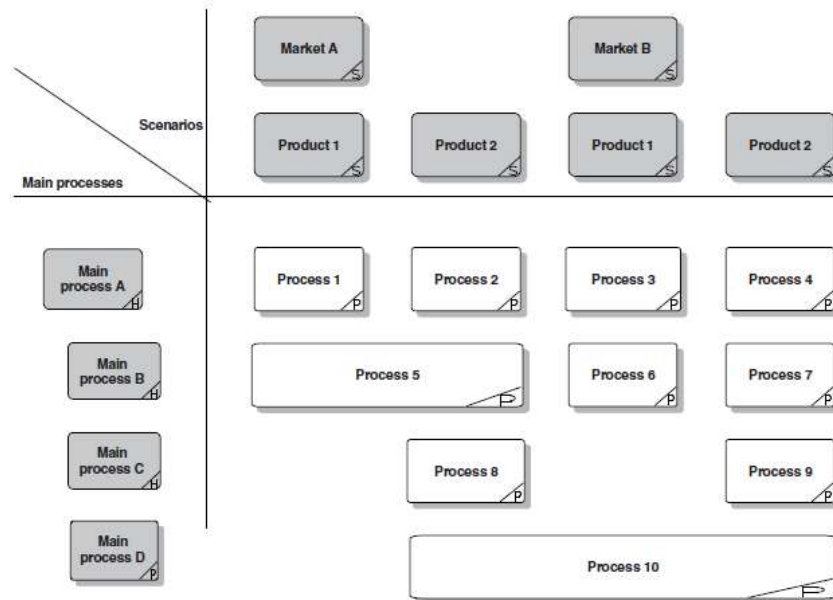 Market A
S
Market B
S
Scenarios
Product 1
S
Product 2
S
Product 1
S
Product 2
S
Main processes
Main
process A
H
Process 1
P
Process 2
P
Process 3
P
Process 4
P
Main
process B
H
Process 5
P
Process 6
P
Process 7
P
Main
process C
H
Process 8
P
Process 9
P
Main
process D
P
Process 10
P